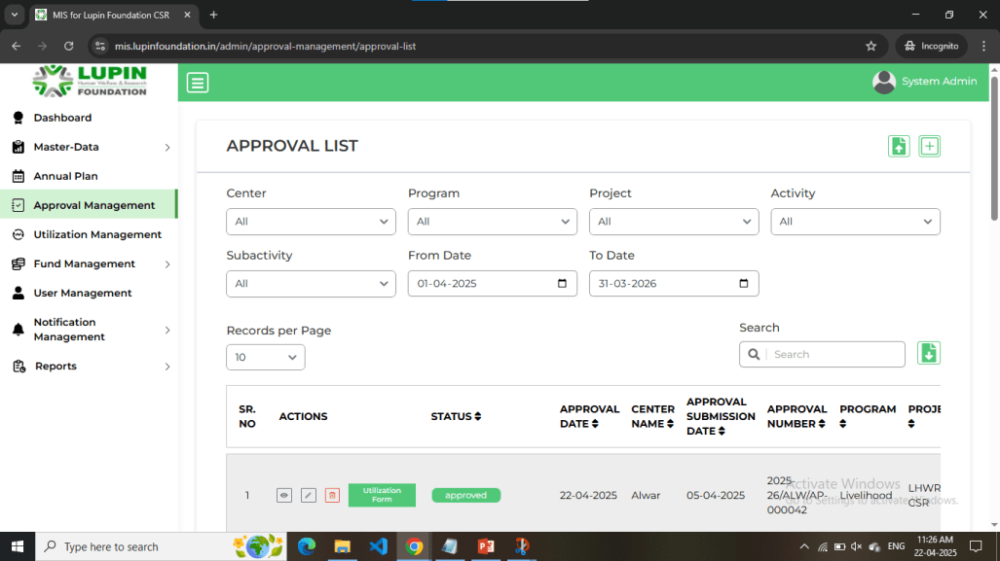 MIS for Lupin Foundation CSR
mis.lupinfoundation.in/admin/approval-management/approval-list
Incognito
LUPIN
Human Welfare & Research
FOUNDATION
System Admin
Dashboard
Master-Data
Annual Plan
Approval Management
Utilization Management
Fund Management
User Management
Notification
Management
Reports
APPROVAL LIST
Center Program Project Activity
All All All All
Subactivity From Date To Date
All 01-04-2025 31-03-2026
Records per Page
10
Search
Search
SR. NO ACTIONS STATUS APPROVAL DATE CENTER NAME APPROVAL SUBMISSION DATE APPROVAL NUMBER PROGRAM PROJE
1 Utilization Form approved 22-04-2025 Alwar 05-04-2025 2025-26/ALW/AP-000042 Livelihood LHWR CSR
Activate Windows
Go to Settings to activate Windows.
Type here to search
ENG
11:26 AM
22-04-2025